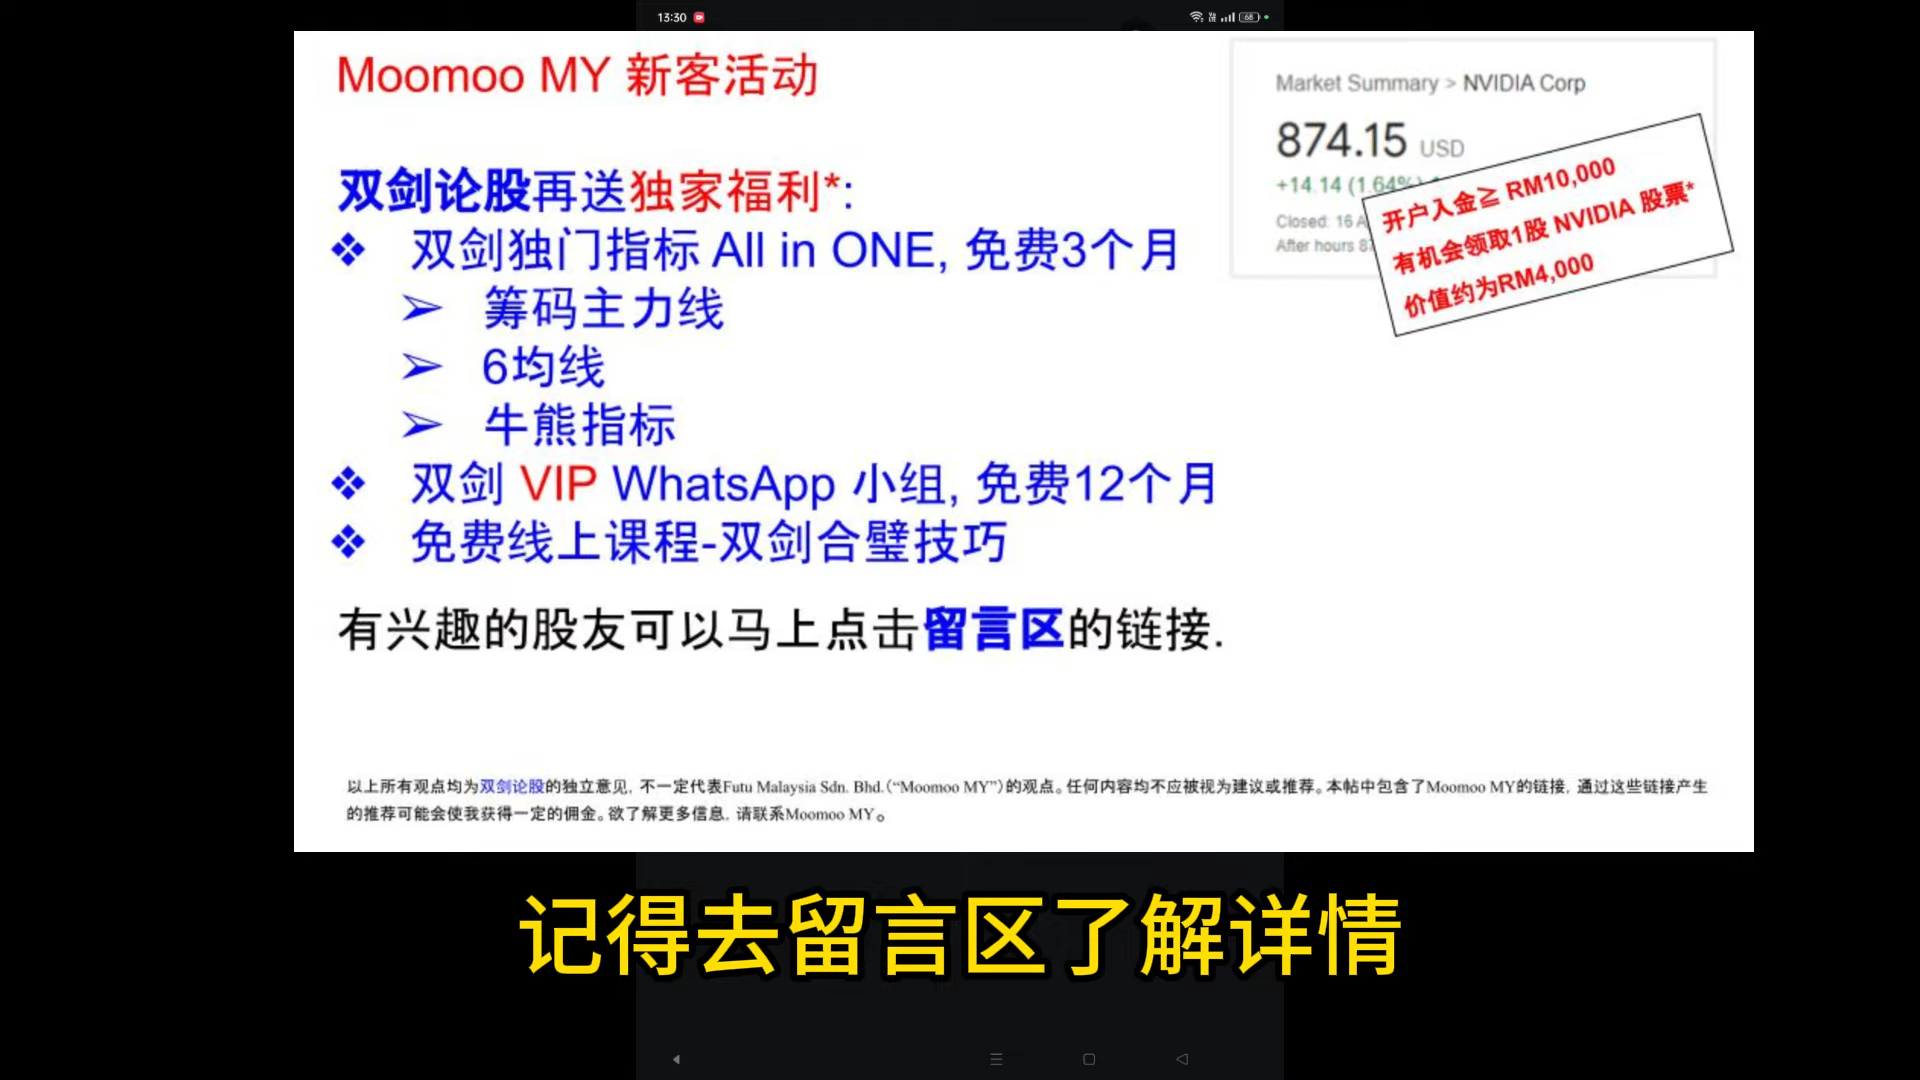 13:30
68
Moomoo MY 新客活动
Market Summary > NVIDIA Corp
874.15 USD
+14.14 (1.64%)
Closed: 16 A
After hours 87
开户入金≧ RM10,000
有机会领取1股 NVIDIA 股票*
价值约为RM4,000
双剑论股再送独家福利*:
❖ 双剑独门指标 All in ONE, 免费3个月
➢ 筹码主力线
➢ 6均线
➢ 牛熊指标
❖ 双剑 VIP WhatsApp 小组, 免费12个月
❖ 免费线上课程-双剑合璧技巧
有兴趣的股友可以马上点击留言区的链接.
以上所有观点均为双剑论股的独立意见, 不一定代表Futu Malaysia Sdn. Bhd.(“Moomoo MY”)的观点。任何内容均不应被视为建议或推荐。本帖中包含了Moomoo MY的链接, 通过这些链接产生
的推荐可能会使我获得一定的佣金。欲了解更多信息, 请联系Moomoo MY。
记得去留言区了解详情